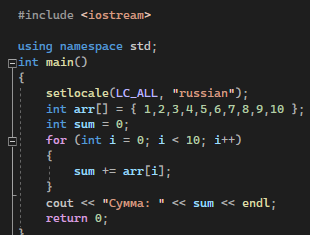 #include <iostream>
using namespace std;
int main()
{
setlocale(LC_ALL, "russian");
int arr[] = { 1,2,3,4,5,6,7,8,9,10 };
int sum = 0;
for (int i = 0; i < 10; i++)
{
sum += arr[i];
}
cout << "Сумма: " << sum << endl;
return 0;
}